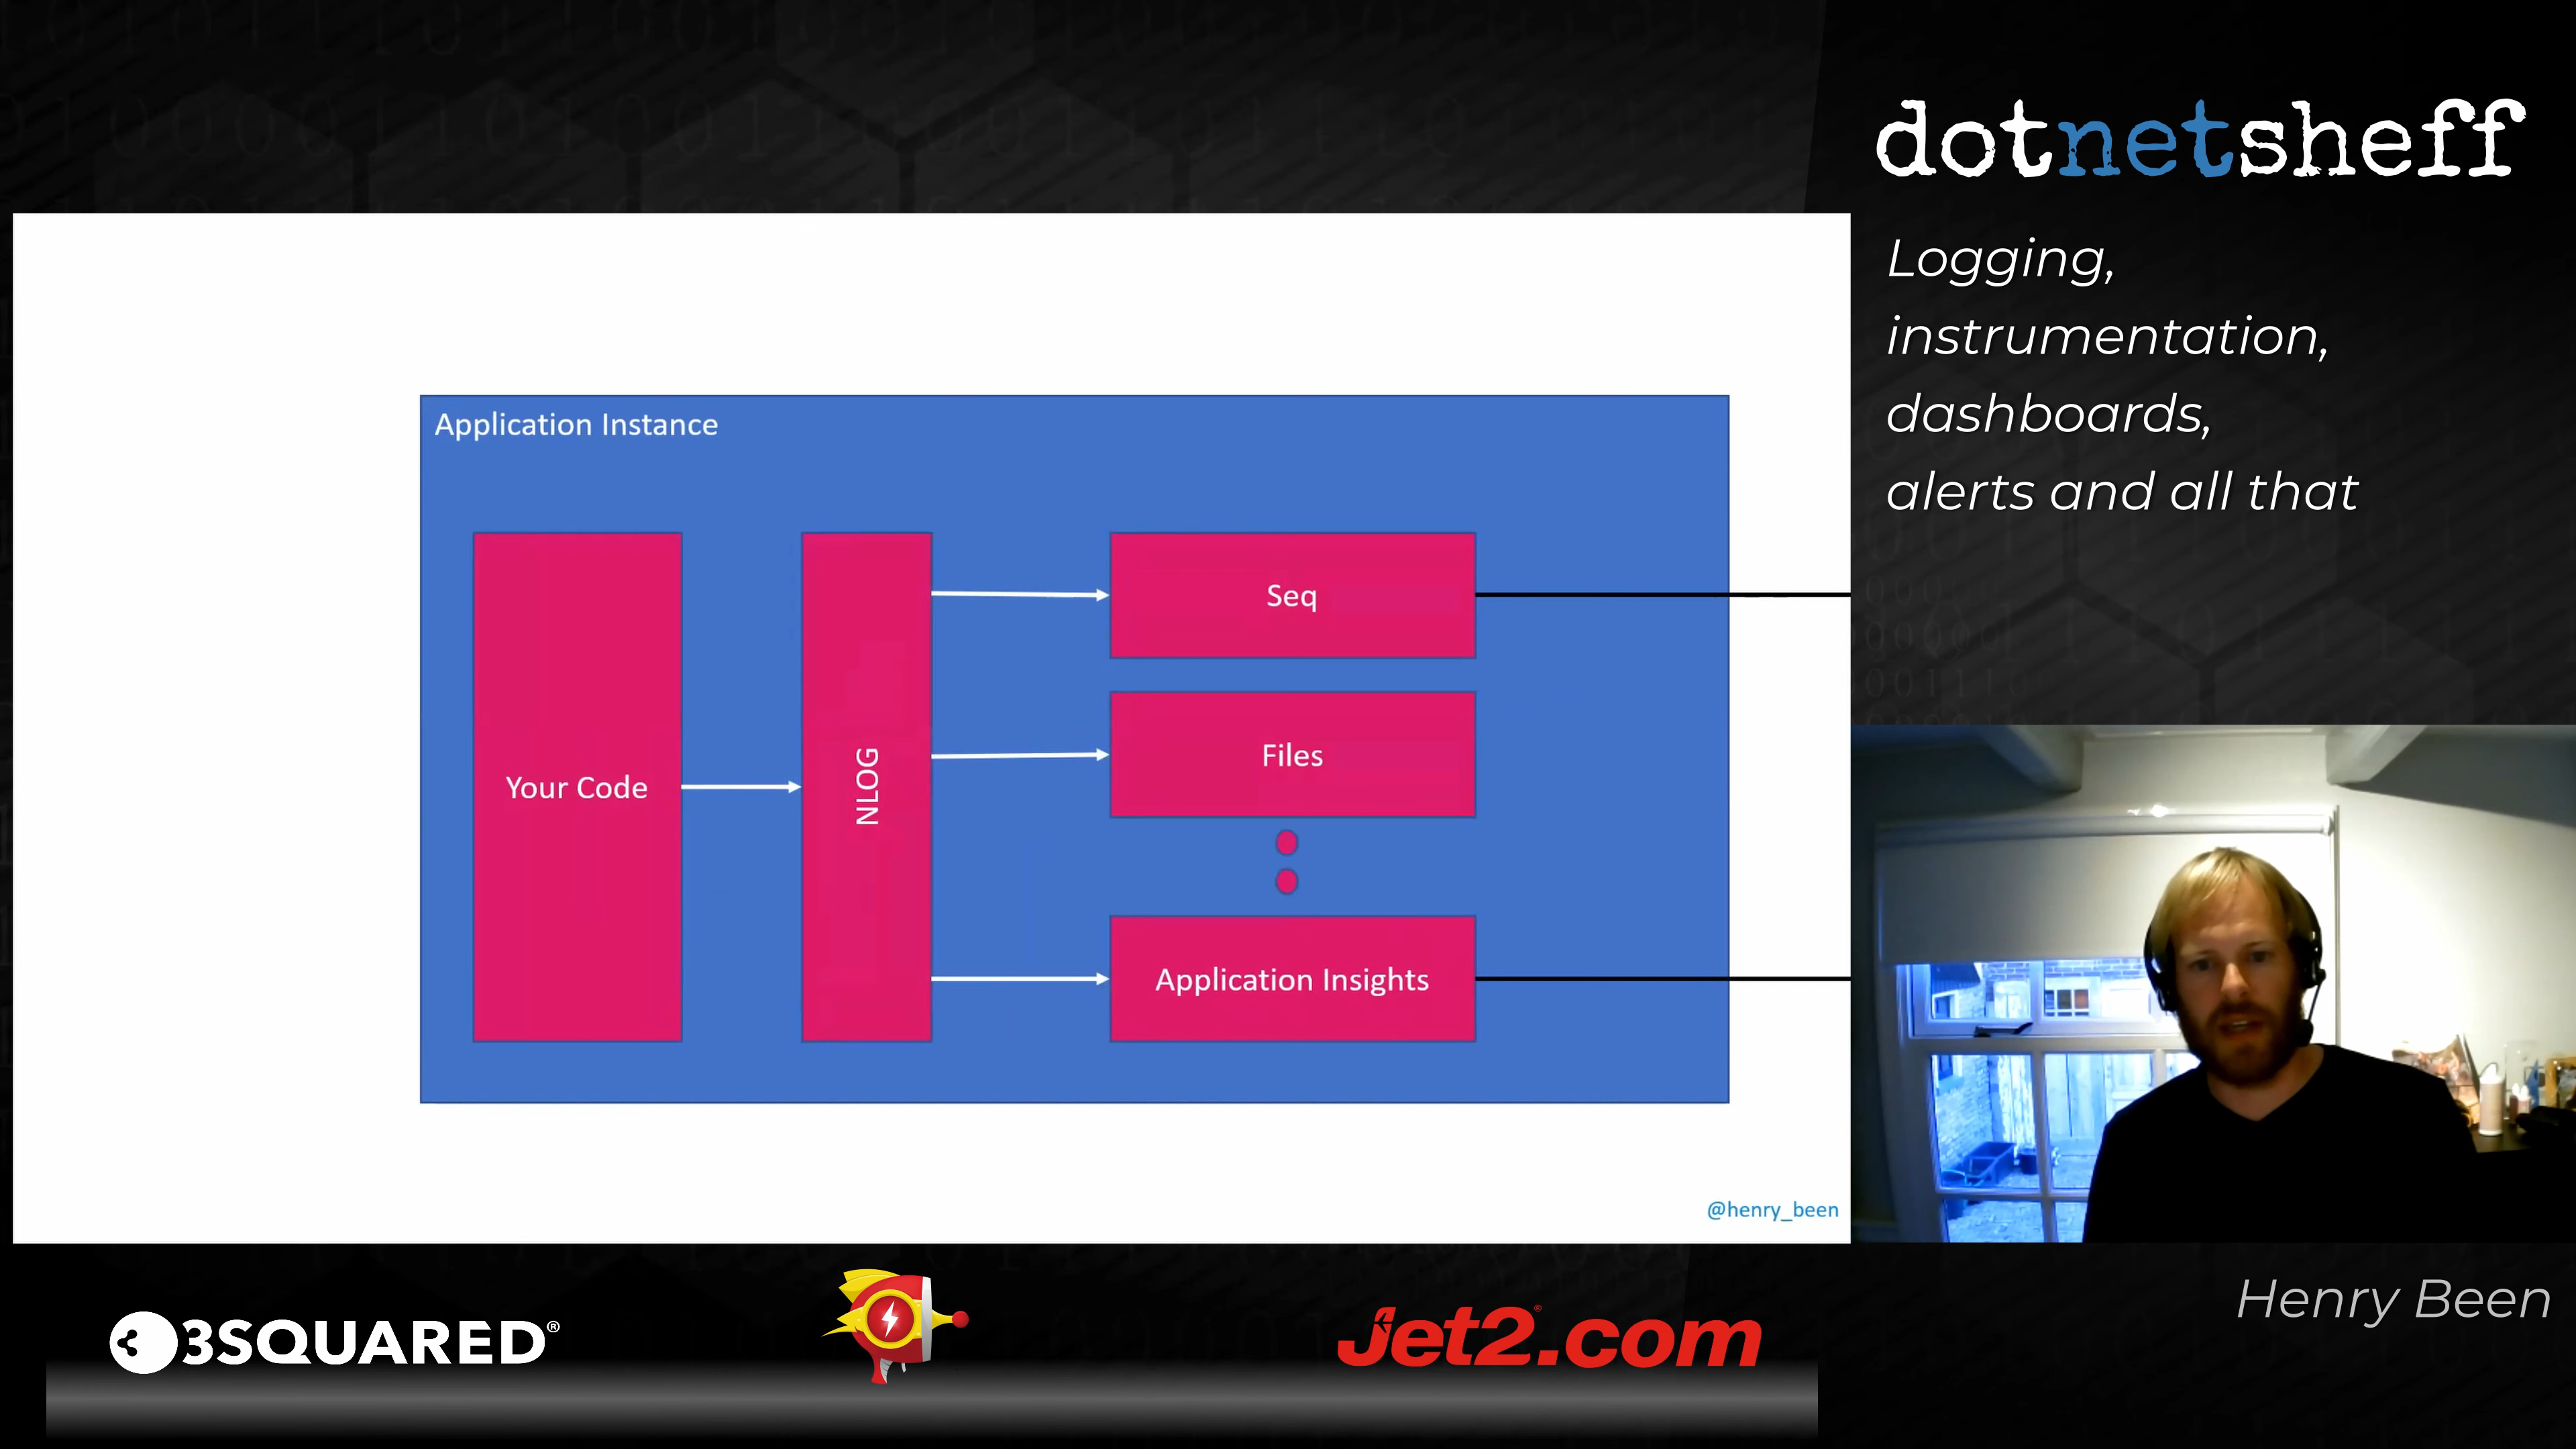 dotnetsheff
Logging,
instrumentation,
dashboards,
alerts and all that
Application Instance
Your Code
NLOG
Seq
Files
Application Insights
@henry_been
3SQUARED®
Jet2.com®
Henry Been